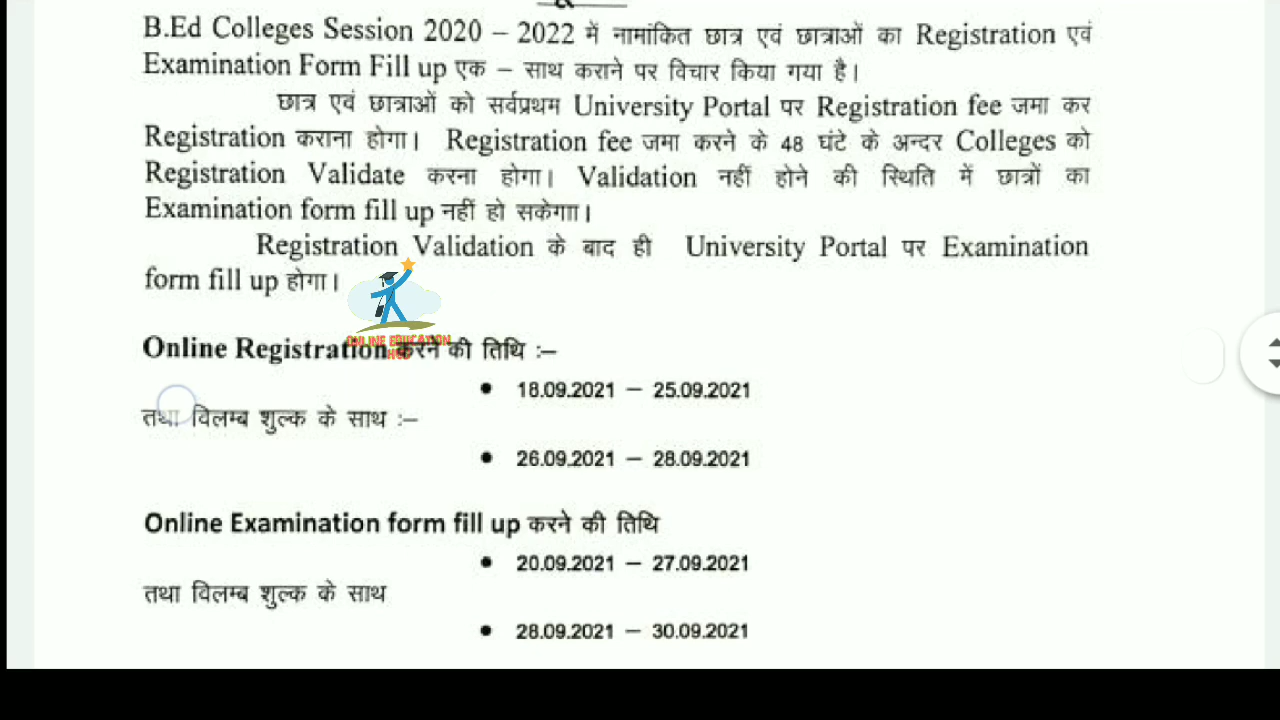 B.Ed Colleges Session 2020 – 2022 में नामांकित छात्र एवं छात्राओं का Registration एवं
Examination Form Fill up एक – साथ कराने पर विचार किया गया है।
छात्र एवं छात्राओं को सर्वप्रथम University Portal पर Registration fee जमा कर
Registration कराना होगा। Registration fee जमा करने के 48 घंटे के अन्दर Colleges को
Registration Validate करना होगा। Validation नहीं होने की स्थिति में छात्रों का
Examination form fill up नहीं हो सकेगाा।
Registration Validation के बाद ही University Portal पर Examination
form fill up होगा।
ONLINE EDUCATION
Online Registration करने की तिथि :–
18.09.2021 – 25.09.2021
तथा विलम्ब शुल्क के साथ :–
26.09.2021 – 28.09.2021
Online Examination form fill up करने की तिथि
20.09.2021 – 27.09.2021
तथा विलम्ब शुल्क के साथ
28.09.2021 – 30.09.2021